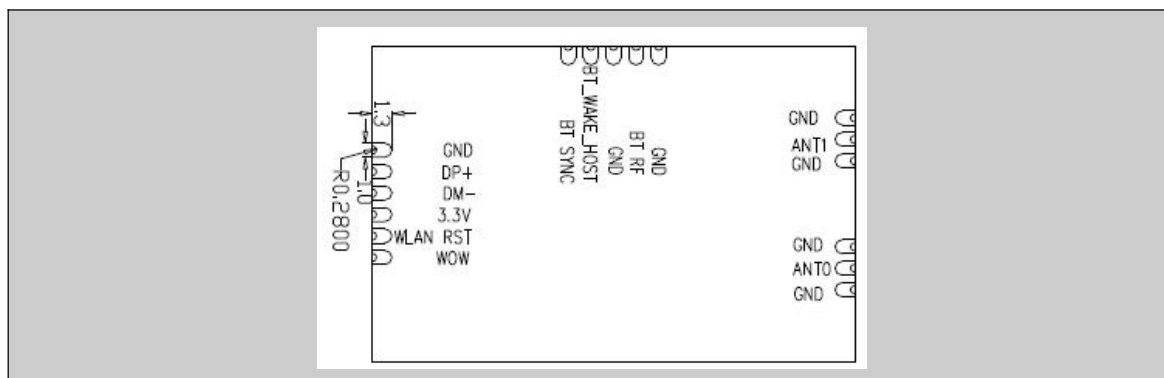 1.3
1.0
R0.2800
GND
DP+
DM-
3.3V
WLAN RST
WOW
BT SYNC
BT_WAKE_HOST
GND
BT RF
GND
GND
ANT1
GND
GND
ANT0
GND